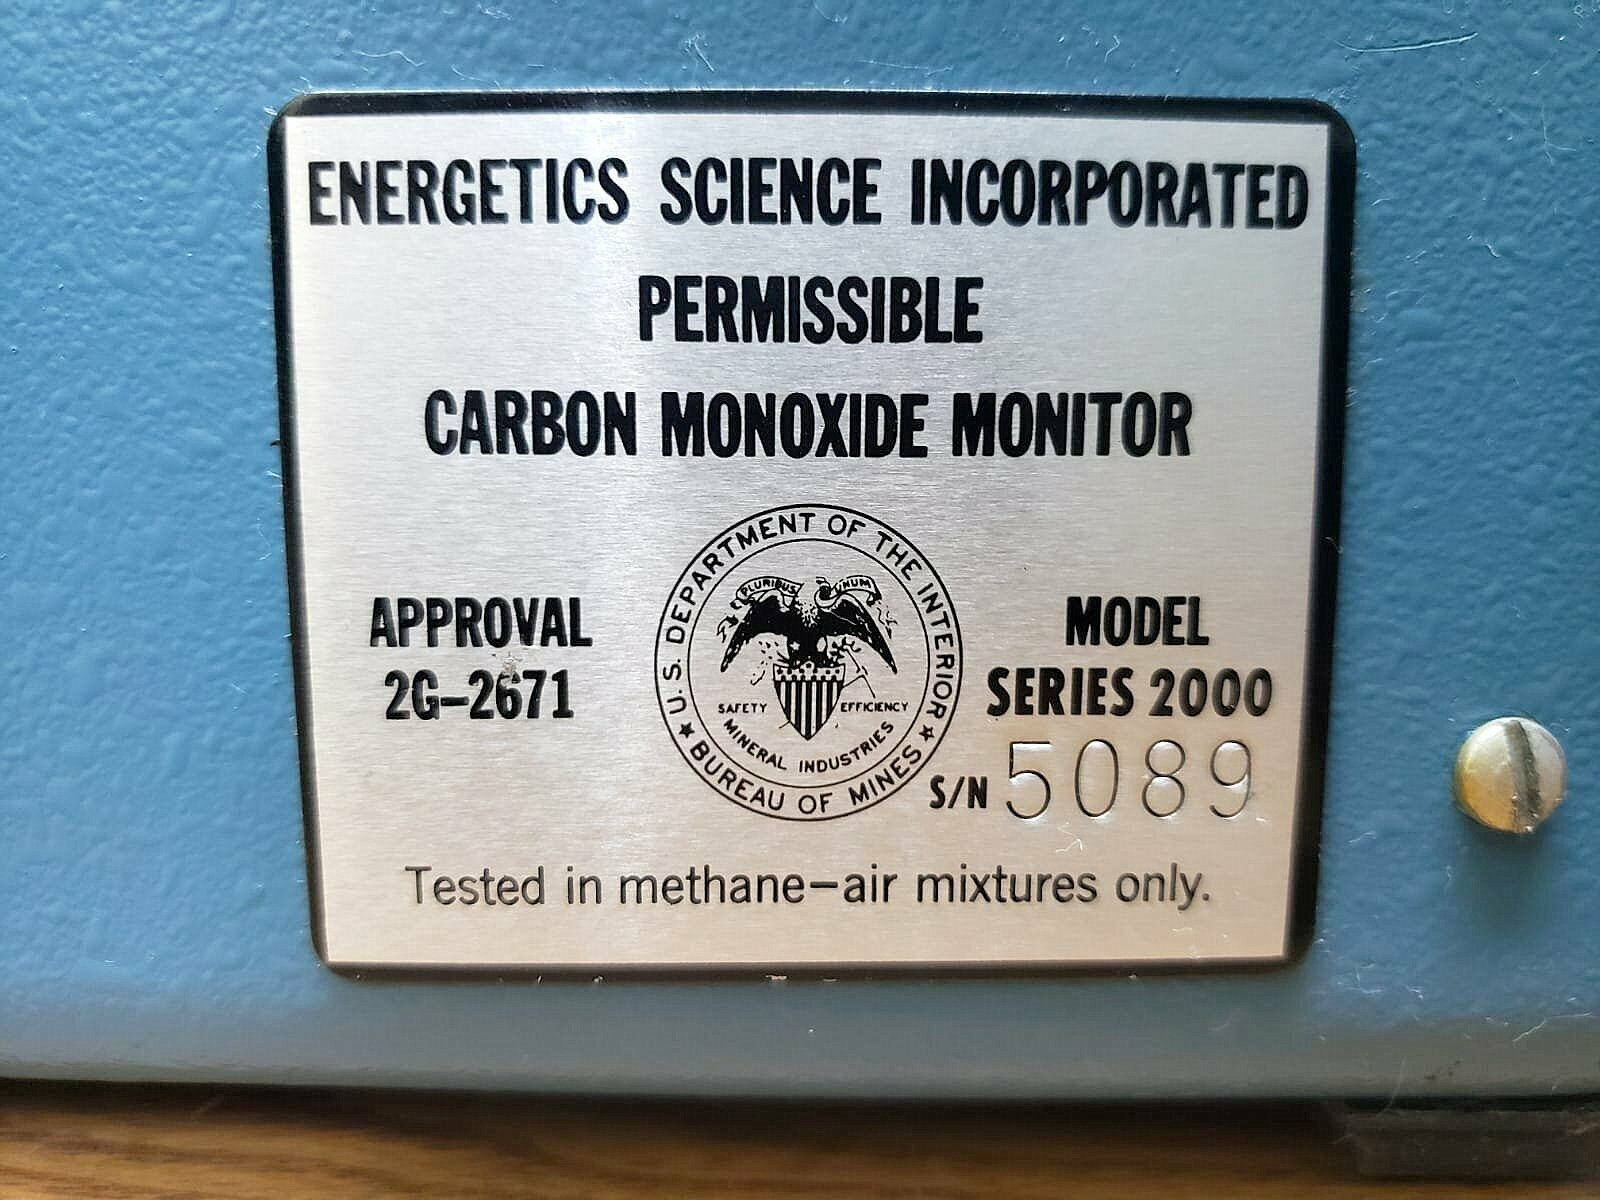 ENERGETICS SCIENCE INCORPORATED
PERMISSIBLE
CARBON MONOXIDE MONITOR
APPROVAL
2G-2671
U.S. DEPARTMENT OF THE INTERIOR
PLURIBUS UNUM
SAFETY EFFICIENCY
MINERAL INDUSTRIES
★ BUREAU OF MINES ★
MODEL
SERIES 2000
S/N 5089
Tested in methane-air mixtures only.